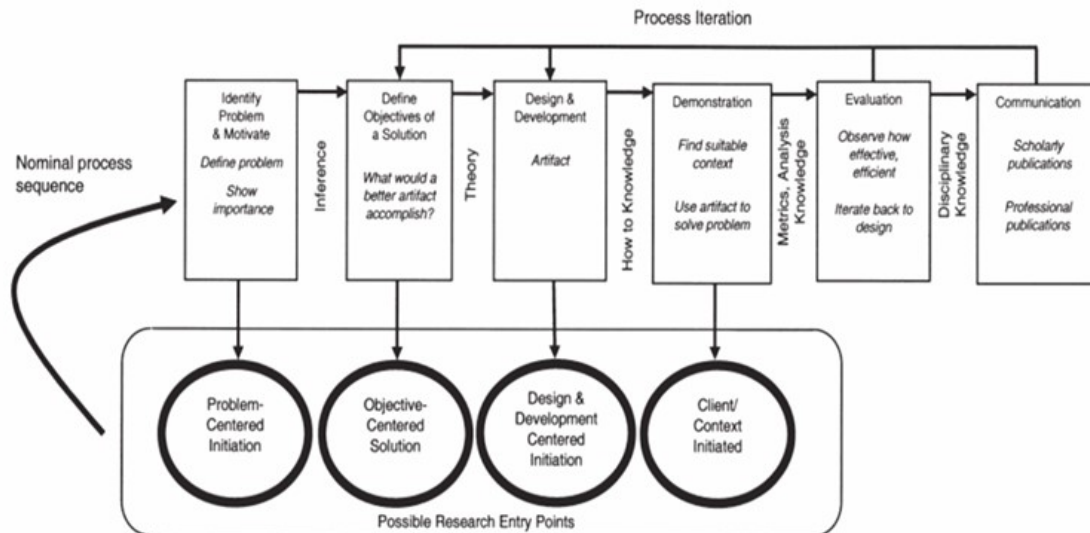 Process Iteration
Nominal process
sequence
Identify
Problem
& Motivate
Define problem
Show
importance
Inference
Define
Objectives of
a Solution
What would a
better artifact
accomplish?
Theory
Design &
Development
Artifact
How to Knowledge
Demonstration
Find suitable
context
Use artifact to
solve problem
Metrics, Analysis
Knowledge
Evaluation
Observe how
effective,
efficient
Iterate back to
design
Disciplinary
Knowledge
Communication
Scholarly
publications
Professional
publications
Problem-
Centered
Initiation
Objective-
Centered
Solution
Design &
Development
Centered
Initiation
Client/
Context
Initiated
Possible Research Entry Points